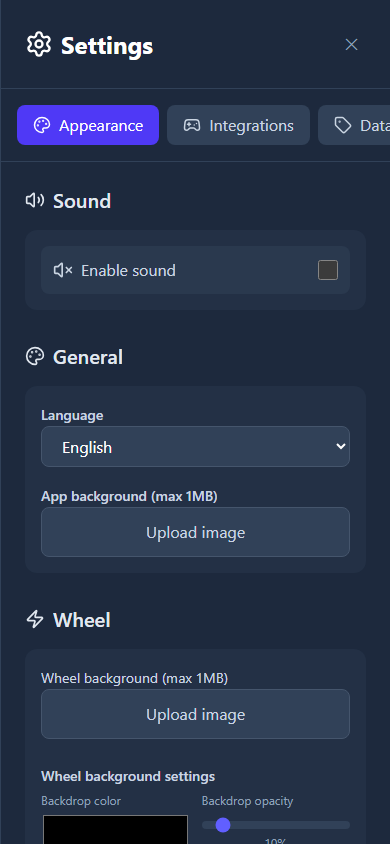 Settings
Appearance
Integrations
Data
Sound
Enable sound
General
Language
English
App background (max 1MB)
Upload image
Wheel
Wheel background (max 1MB)
Upload image
Wheel background settings
Backdrop color
Backdrop opacity
10%